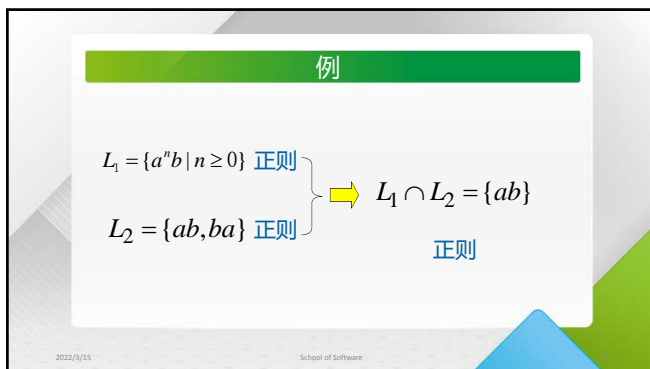 例
L₁ = {aⁿb | n ≥ 0} 正则
L₂ = {ab, ba} 正则
L₁ ∩ L₂ = {ab}
正则
2022/3/15
School of Software